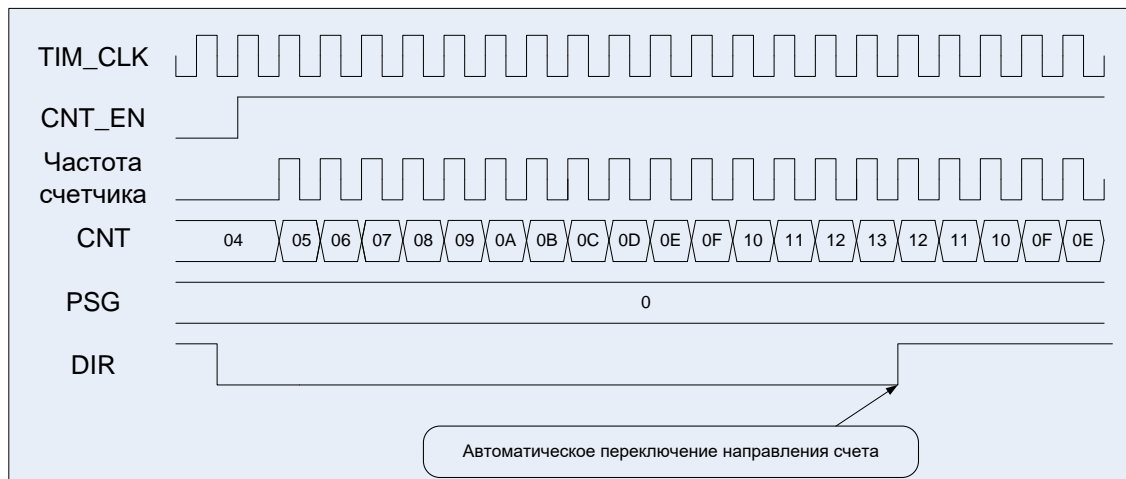 TIM_CLK
CNT_EN
Частота
счетчика
CNT 04 05 06 07 08 09 0A 0B 0C 0D 0E 0F 10 11 12 13 12 11 10 0F 0E
PSG 0
DIR
Автоматическое переключение направления счета